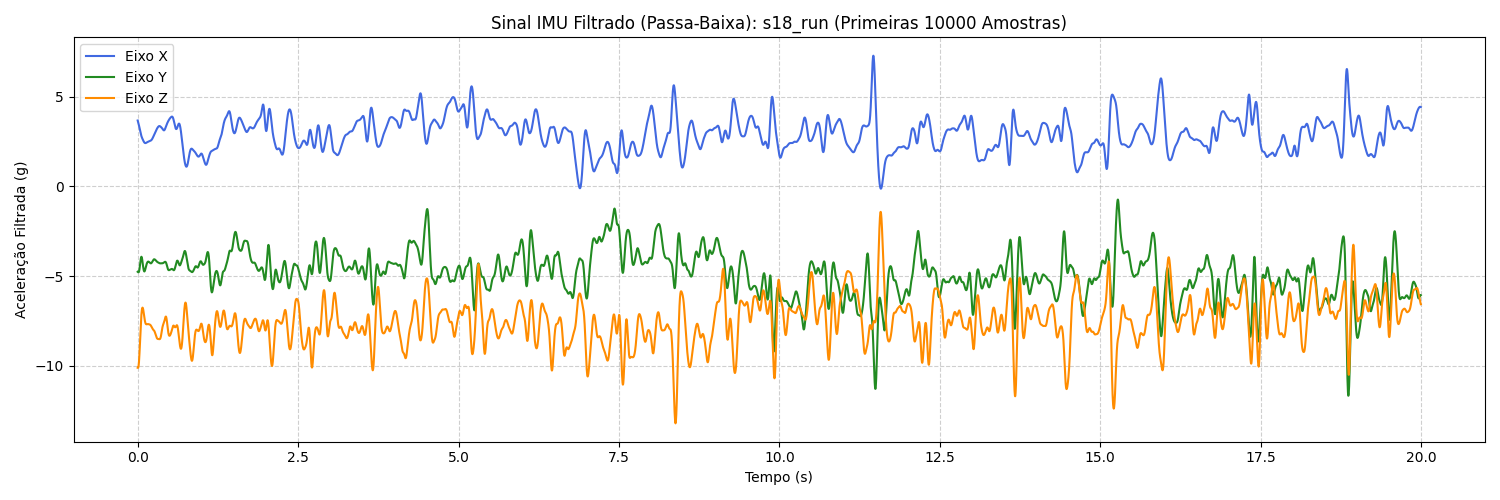 Sinal IMU Filtrado (Passa-Baixa): s18_run (Primeiras 10000 Amostras)
Eixo X
Eixo Y
Eixo Z
Aceleração Filtrada (g)
5
0
−5
−10
0.0 2.5 5.0 7.5 10.0 12.5 15.0 17.5 20.0
Tempo (s)